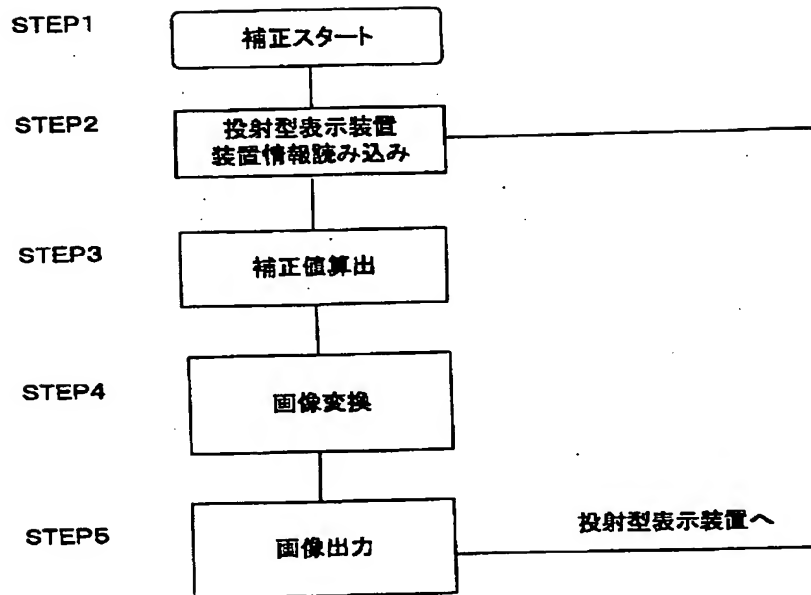 STEP1
補正スタート
STEP2
投射型表示装置
装置情報読み込み
STEP3
補正値算出
STEP4
画像変換
STEP5
画像出力
投射型表示装置へ